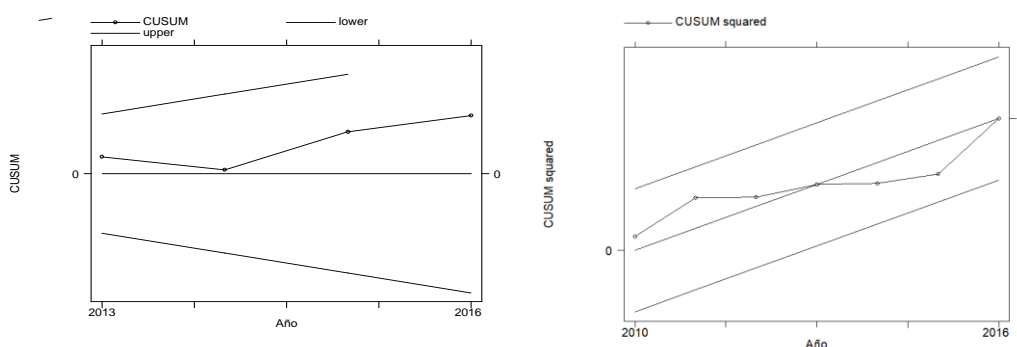 CUSUM lower
upper
CUSUM
0 0
2013 2016
Año
CUSUM squared
CUSUM squared
0
2010 2016
Año